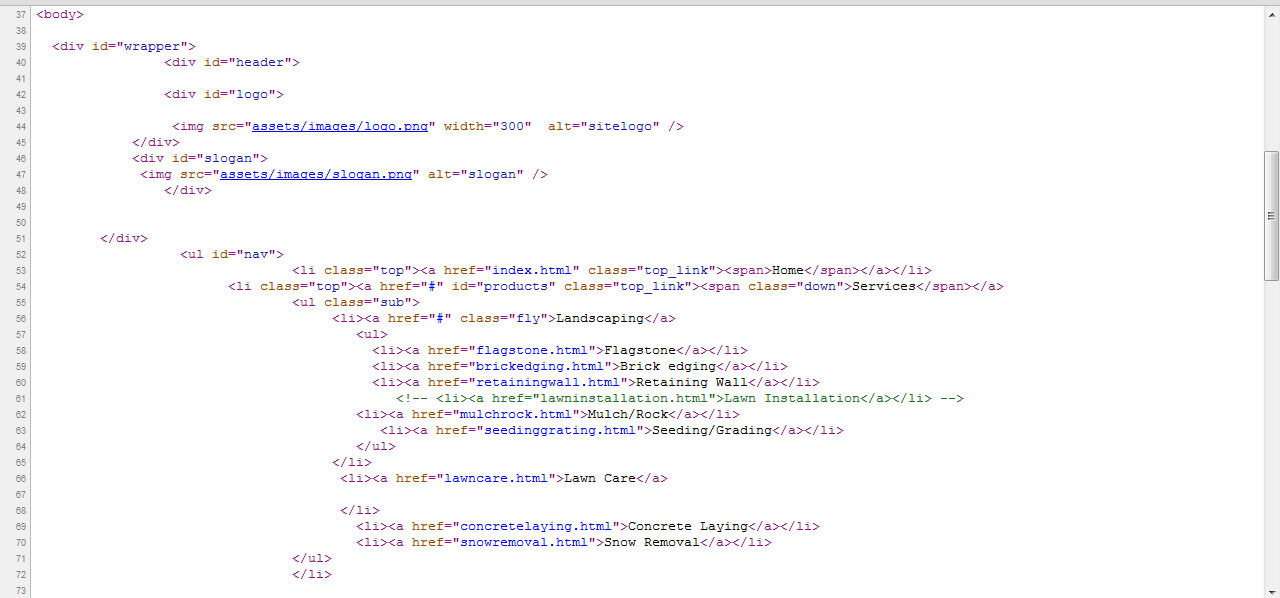 37 <body>
38
39 <div id="wrapper">
40 <div id="header">
41
42 <div id="logo">
43
44 <img src="assets/images/logo.png" width="300"  alt="sitelogo" />
45 </div>
46 <div id="slogan">
47 <img src="assets/images/slogan.png" alt="slogan" />
48 </div>
49
50
51 </div>
52 <ul id="nav">
53 <li class="top"><a href="index.html" class="top_link"><span>Home</span></a></li>
54 <li class="top"><a href="#" id="products" class="top_link"><span class="down">Services</span></a>
55 <ul class="sub">
56 <li><a href="#" class="fly">Landscaping</a>
57 <ul>
58 <li><a href="flagstone.html">Flagstone</a></li>
59 <li><a href="brickedging.html">Brick edging</a></li>
60 <li><a href="retainingwall.html">Retaining Wall</a></li>
61 <!-- <li><a href="lawninstallation.html">Lawn Installation</a></li> -->
62 <li><a href="mulchrock.html">Mulch/Rock</a></li>
63 <li><a href="seedinggrating.html">Seeding/Grading</a></li>
64 </ul>
65 </li>
66 <li><a href="lawncare.html">Lawn Care</a>
67
68 </li>
69 <li><a href="concretelaying.html">Concrete Laying</a></li>
70 <li><a href="snowremoval.html">Snow Removal</a></li>
71 </ul>
72 </li>
73